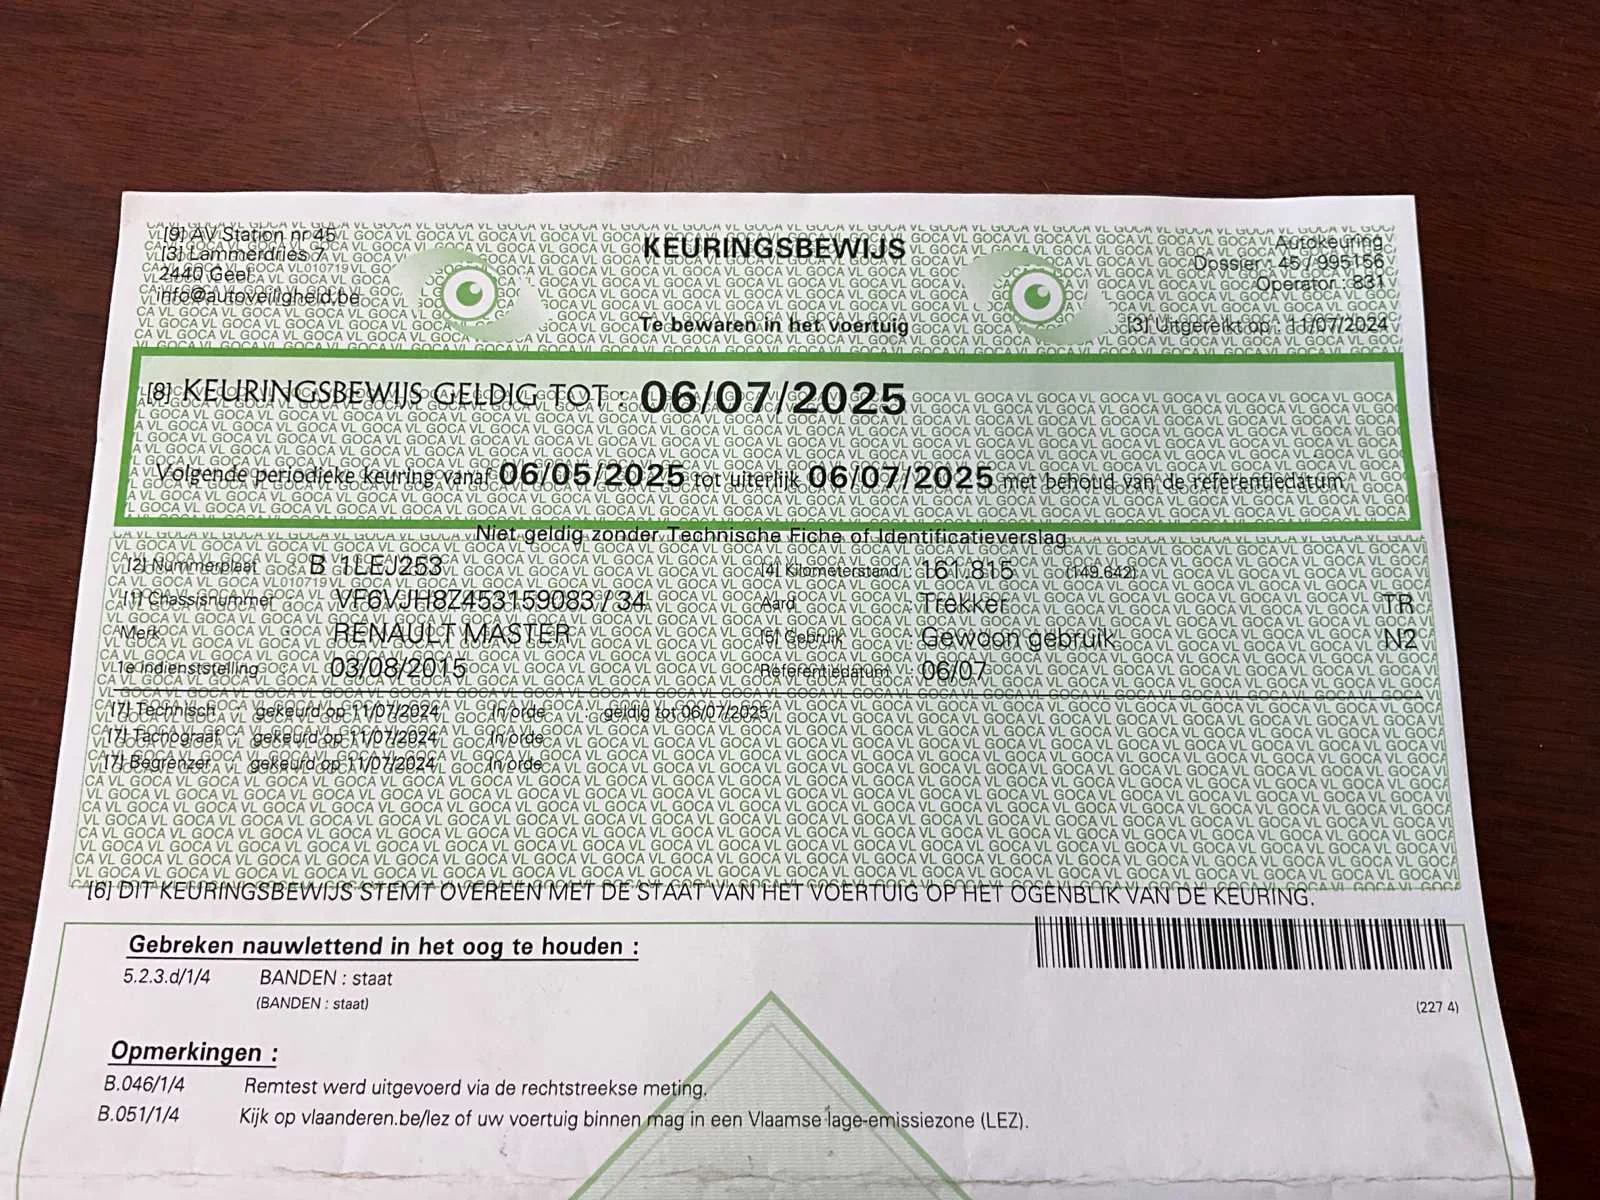 [9] AV Station nr 45
[3] Lammerdries 7
2440 Geel
info@autoveiligheid.be
KEURINGSBEWIJS
Te bewaren in het voertuig
Autokeuring
Dossier : 45 / 995156
Operator : 831
[3] Uitgereikt op : 11/07/2024
[8] KEURINGSBEWIJS GELDIG TOT : 06/07/2025
Volgende periodieke keuring vanaf 06/05/2025 tot uiterlijk 06/07/2025 met behoud van de referentiedatum
Niet geldig zonder Technische Fiche of Identificatieverslag
[2] Nummerplaat : B 1LEJ253 [4] Kilometerstand : 161.815 (149.642)
[1] Chassisnummer : VF6VJH8Z453159083 / 34 Aard : Trekker TR
Merk : RENAULT MASTER [5] Gebruik : Gewoon gebruik N2
1e indienststelling : 03/08/2015 Referentiedatum : 06/07
[7] Technisch : gekeurd op 11/07/2024 In orde : geldig tot 06/07/2025
[7] Tachograaf : gekeurd op 11/07/2024 In orde
[7] Begrenzer : gekeurd op 11/07/2024 In orde
[6] DIT KEURINGSBEWIJS STEMT OVEREEN MET DE STAAT VAN HET VOERTUIG OP HET OGENBLIK VAN DE KEURING.
Gebreken nauwlettend in het oog te houden :
5.2.3.d/1/4 BANDEN : staat
(BANDEN : staat)
(227 4)
Opmerkingen :
B.046/1/4 Remtest werd uitgevoerd via de rechtstreekse meting.
B.051/1/4 Kijk op vlaanderen.be/lez of uw voertuig binnen mag in een Vlaamse lage-emissiezone (LEZ).